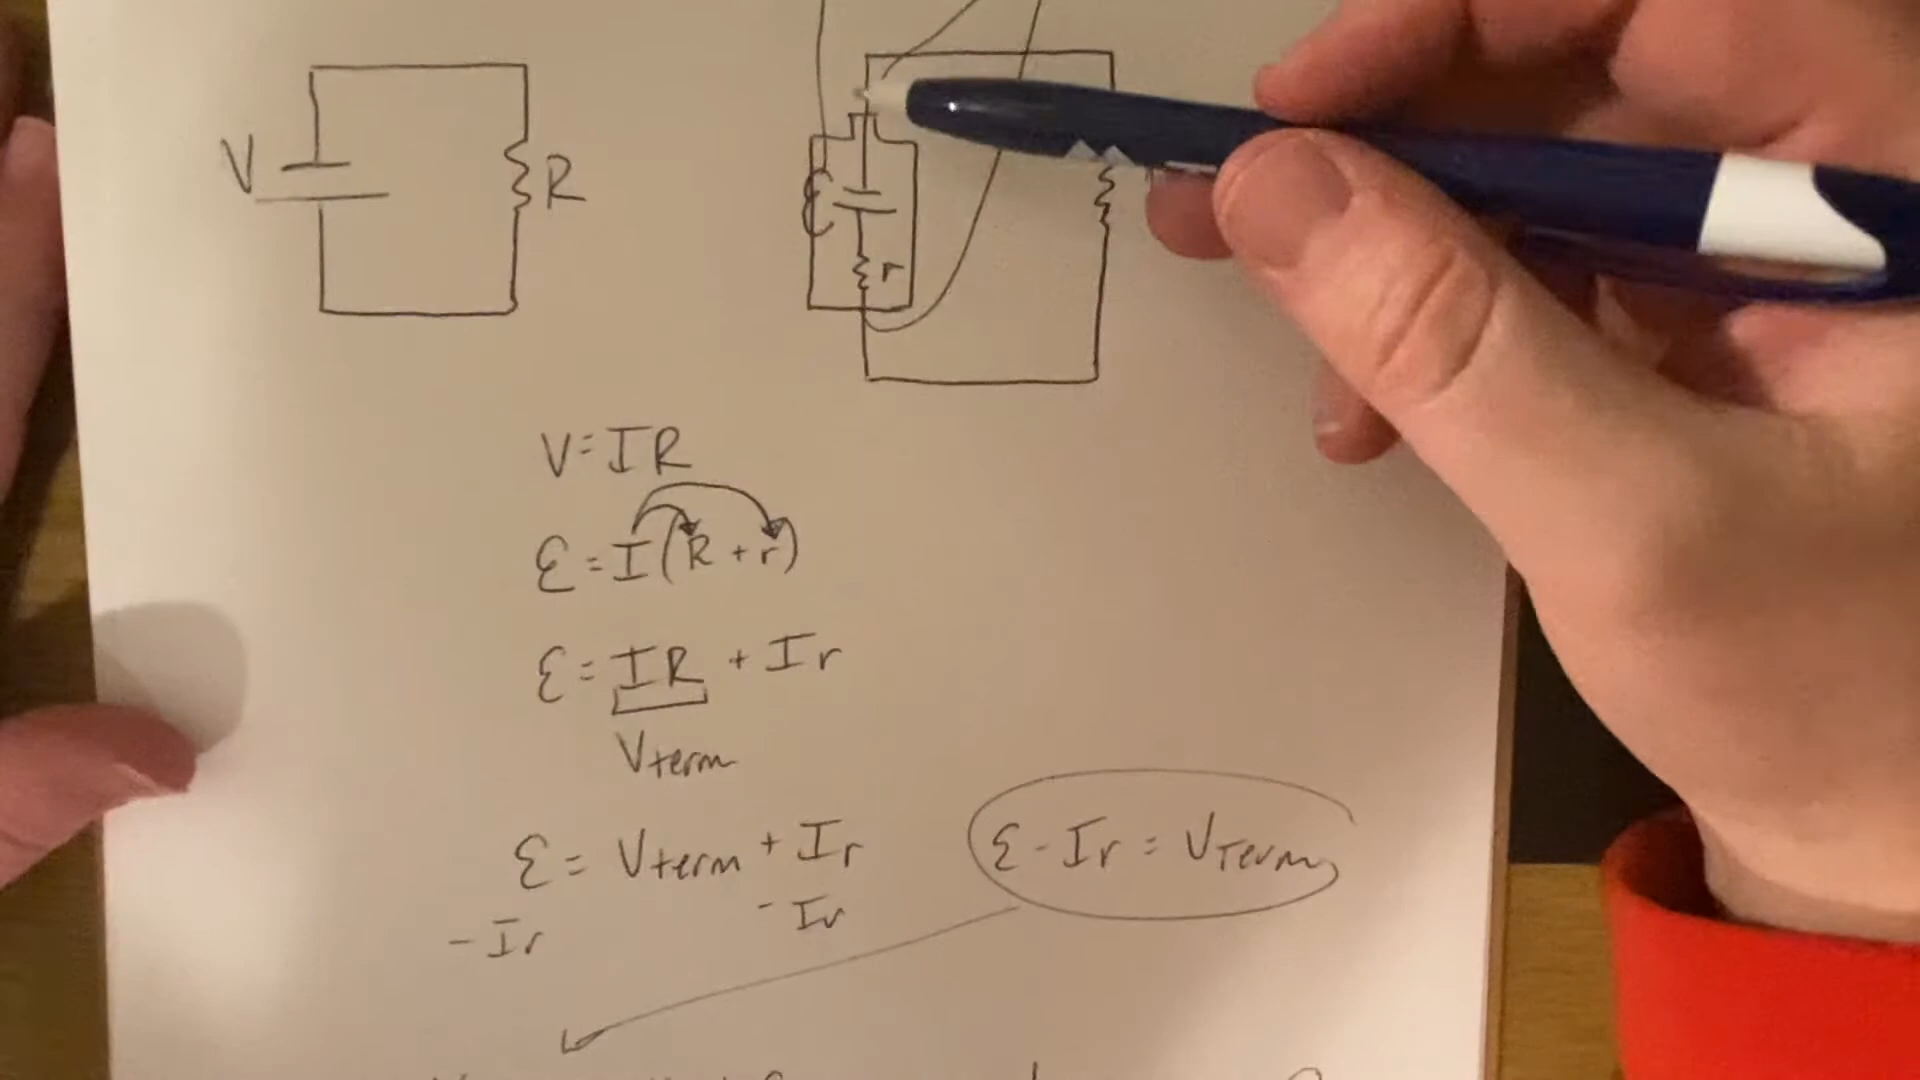 V
R
ε
r
V = IR
ε = I(R + r)
ε = IR + Ir
Vterm
ε = Vterm + Ir
- Ir
- Ir
ε - Ir = VTerm